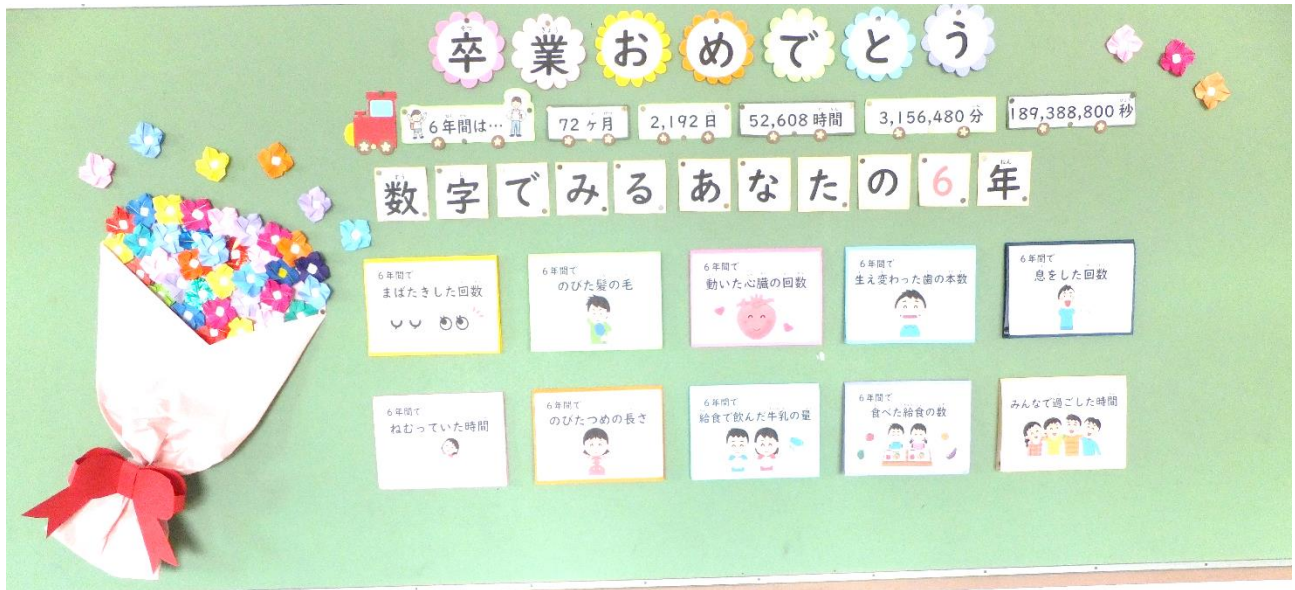 卒業おめでとう
6年間は… 72ヶ月 2,192日 52,608時間 3,156,480分 189,388,800秒
数字でみるあなたの6年
6年間で
まばたきした回数
6年間で
のびた髪の毛
6年間で
動いた心臓の回数
6年間で
生え変わった歯の本数
6年間で
息をした回数
6年間で
ねむっていた時間
6年間で
のびたつめの長さ
6年間で
給食で飲んだ牛乳の量
6年間で
食べた給食の数
みんなで過ごした時間